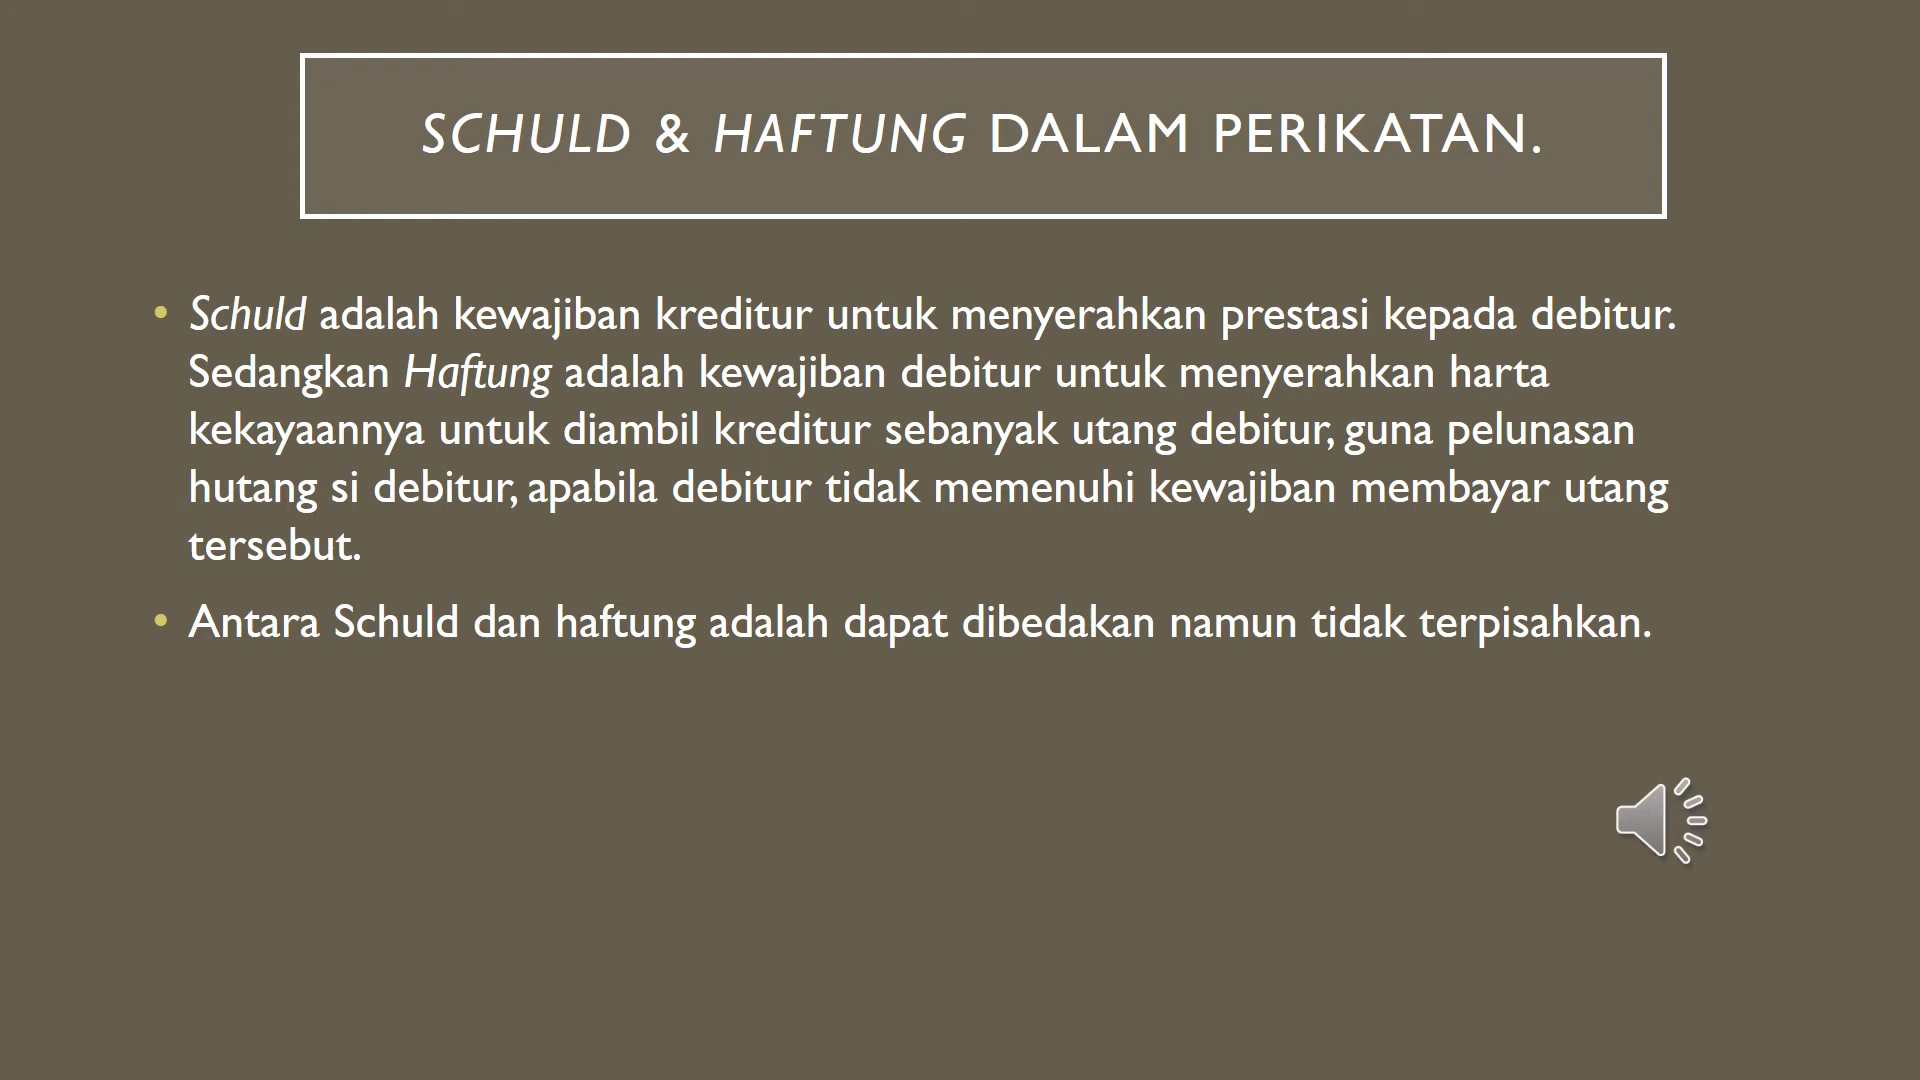 SCHULD & HAFTUNG DALAM PERIKATAN.
• Schuld adalah kewajiban kreditur untuk menyerahkan prestasi kepada debitur.
Sedangkan Haftung adalah kewajiban debitur untuk menyerahkan harta
kekayaannya untuk diambil kreditur sebanyak utang debitur, guna pelunasan
hutang si debitur, apabila debitur tidak memenuhi kewajiban membayar utang
tersebut.
• Antara Schuld dan haftung adalah dapat dibedakan namun tidak terpisahkan.